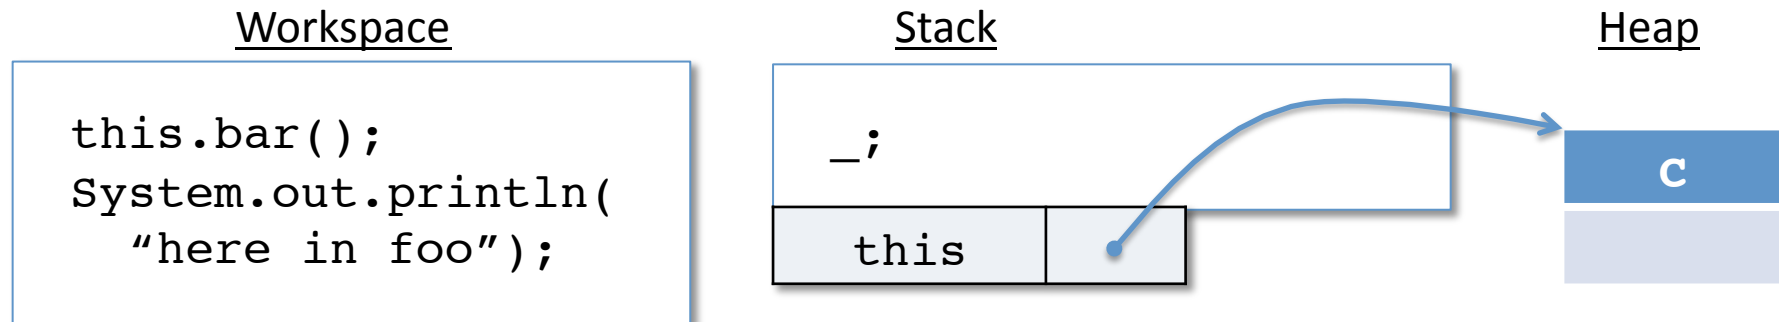 Workspace
Stack
Heap
this.bar();
System.out.println(
“here in foo”);
_;
this
C